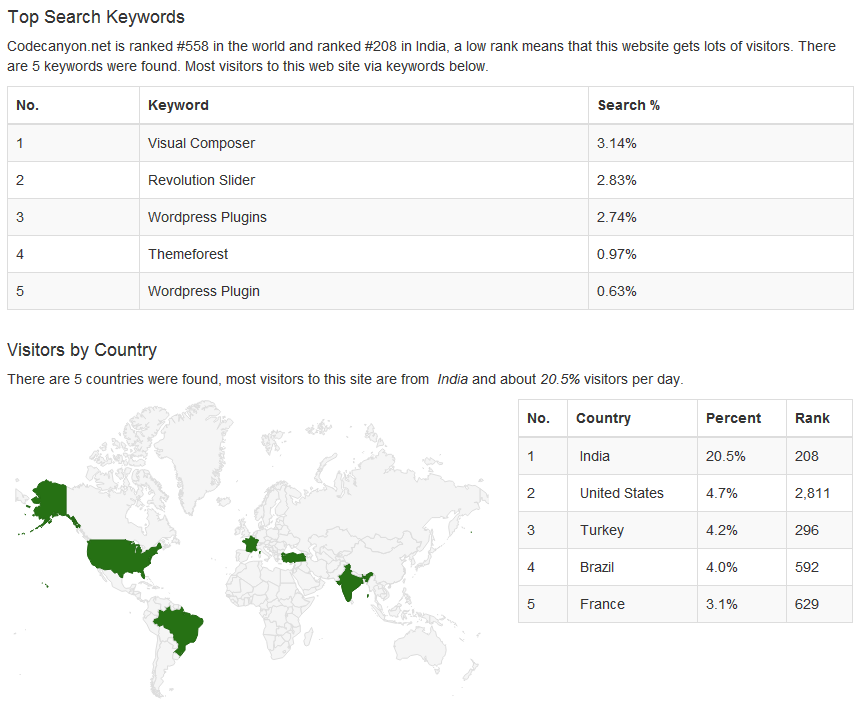 Top Search Keywords
Codecanyon.net is ranked #558 in the world and ranked #208 in India, a low rank means that this website gets lots of visitors. There
are 5 keywords were found. Most visitors to this web site via keywords below.
No. Keyword Search %
1 Visual Composer 3.14%
2 Revolution Slider 2.83%
3 Wordpress Plugins 2.74%
4 Themeforest 0.97%
5 Wordpress Plugin 0.63%
Visitors by Country
There are 5 countries were found, most visitors to this site are from India and about 20.5% visitors per day.
No. Country Percent Rank
1 India 20.5% 208
2 United States 4.7% 2,811
3 Turkey 4.2% 296
4 Brazil 4.0% 592
5 France 3.1% 629